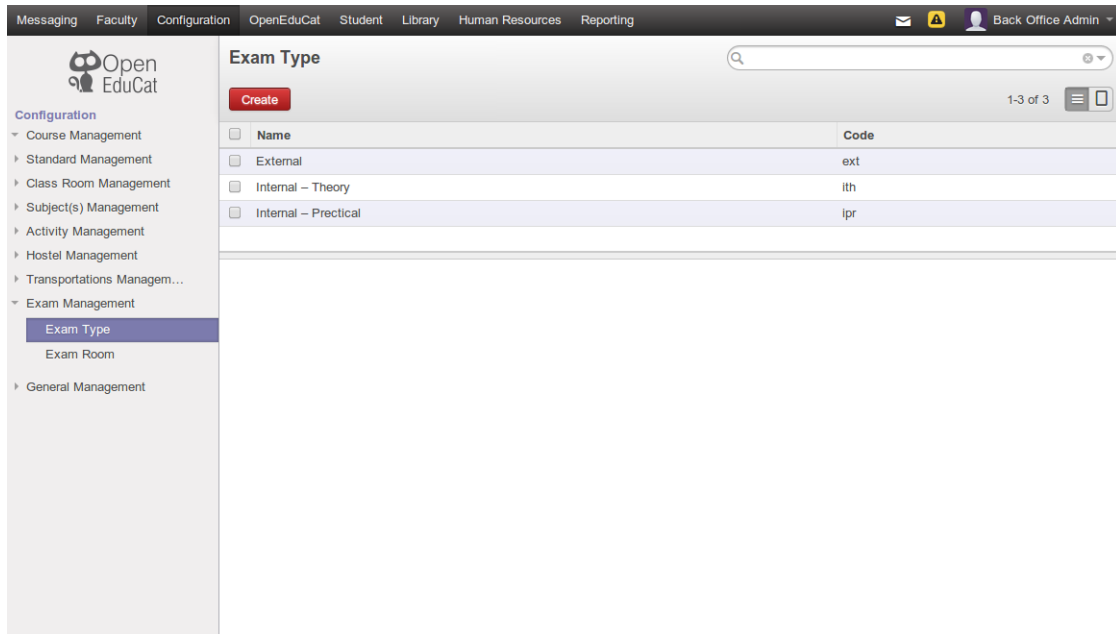 Messaging Faculty Configuration OpenEduCat Student Library Human Resources Reporting Back Office Admin
Open
EduCat
Configuration
Course Management
Standard Management
Class Room Management
Subject(s) Management
Activity Management
Hostel Management
Transportations Managem…
Exam Management
Exam Type
Exam Room
General Management
Exam Type
Create 1-3 of 3
Name Code
External ext
Internal – Theory ith
Internal – Prectical ipr